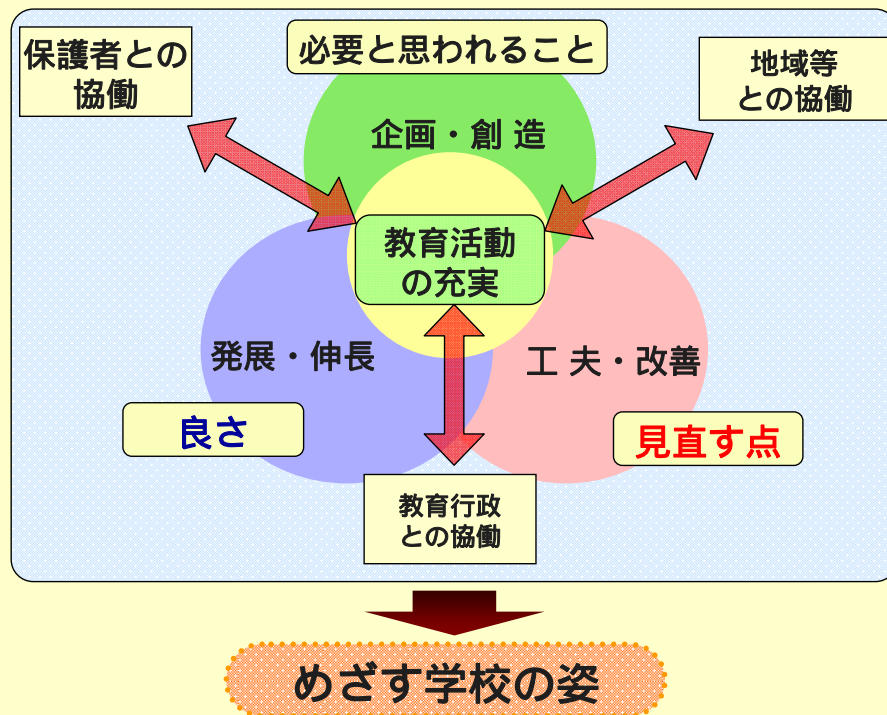 必要と思われること
保護者との
協働
地域等
との協働
企画・創 造
教育活動
の充実
発展・伸長
工 夫・改善
良さ
見直す点
教育行政
との協働
めざす学校の姿